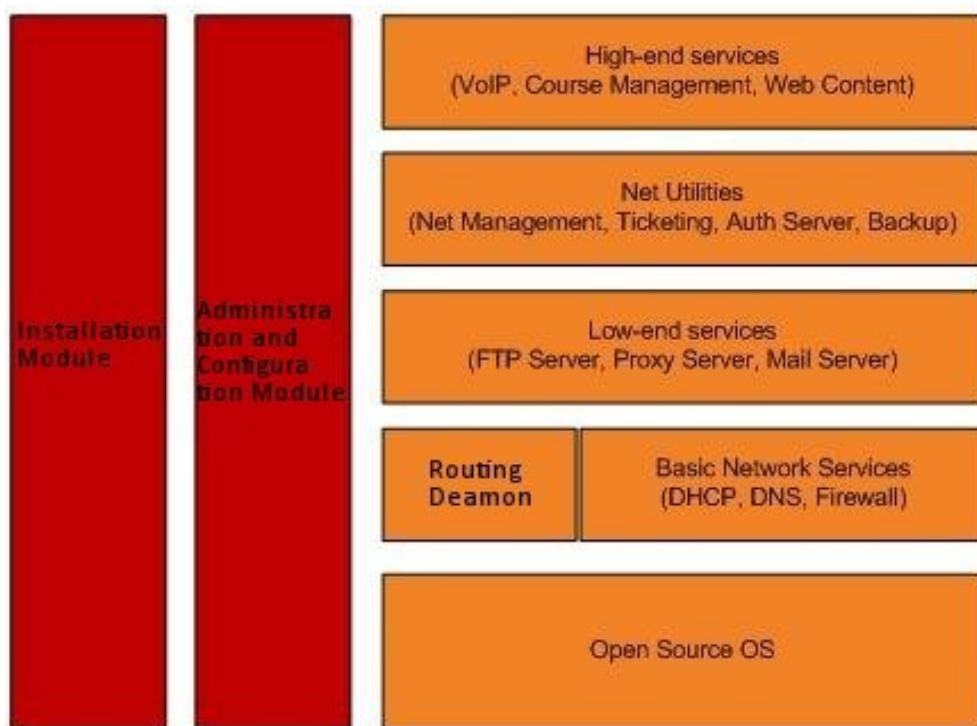 Installation
Module
Administra
tion and
Configura
tion Module
High-end services
(VoIP, Course Management, Web Content)
Net Utilities
(Net Management, Ticketing, Auth Server, Backup)
Low-end services
(FTP Server, Proxy Server, Mail Server)
Routing
Deamon
Basic Network Services
(DHCP, DNS, Firewall)
Open Source OS